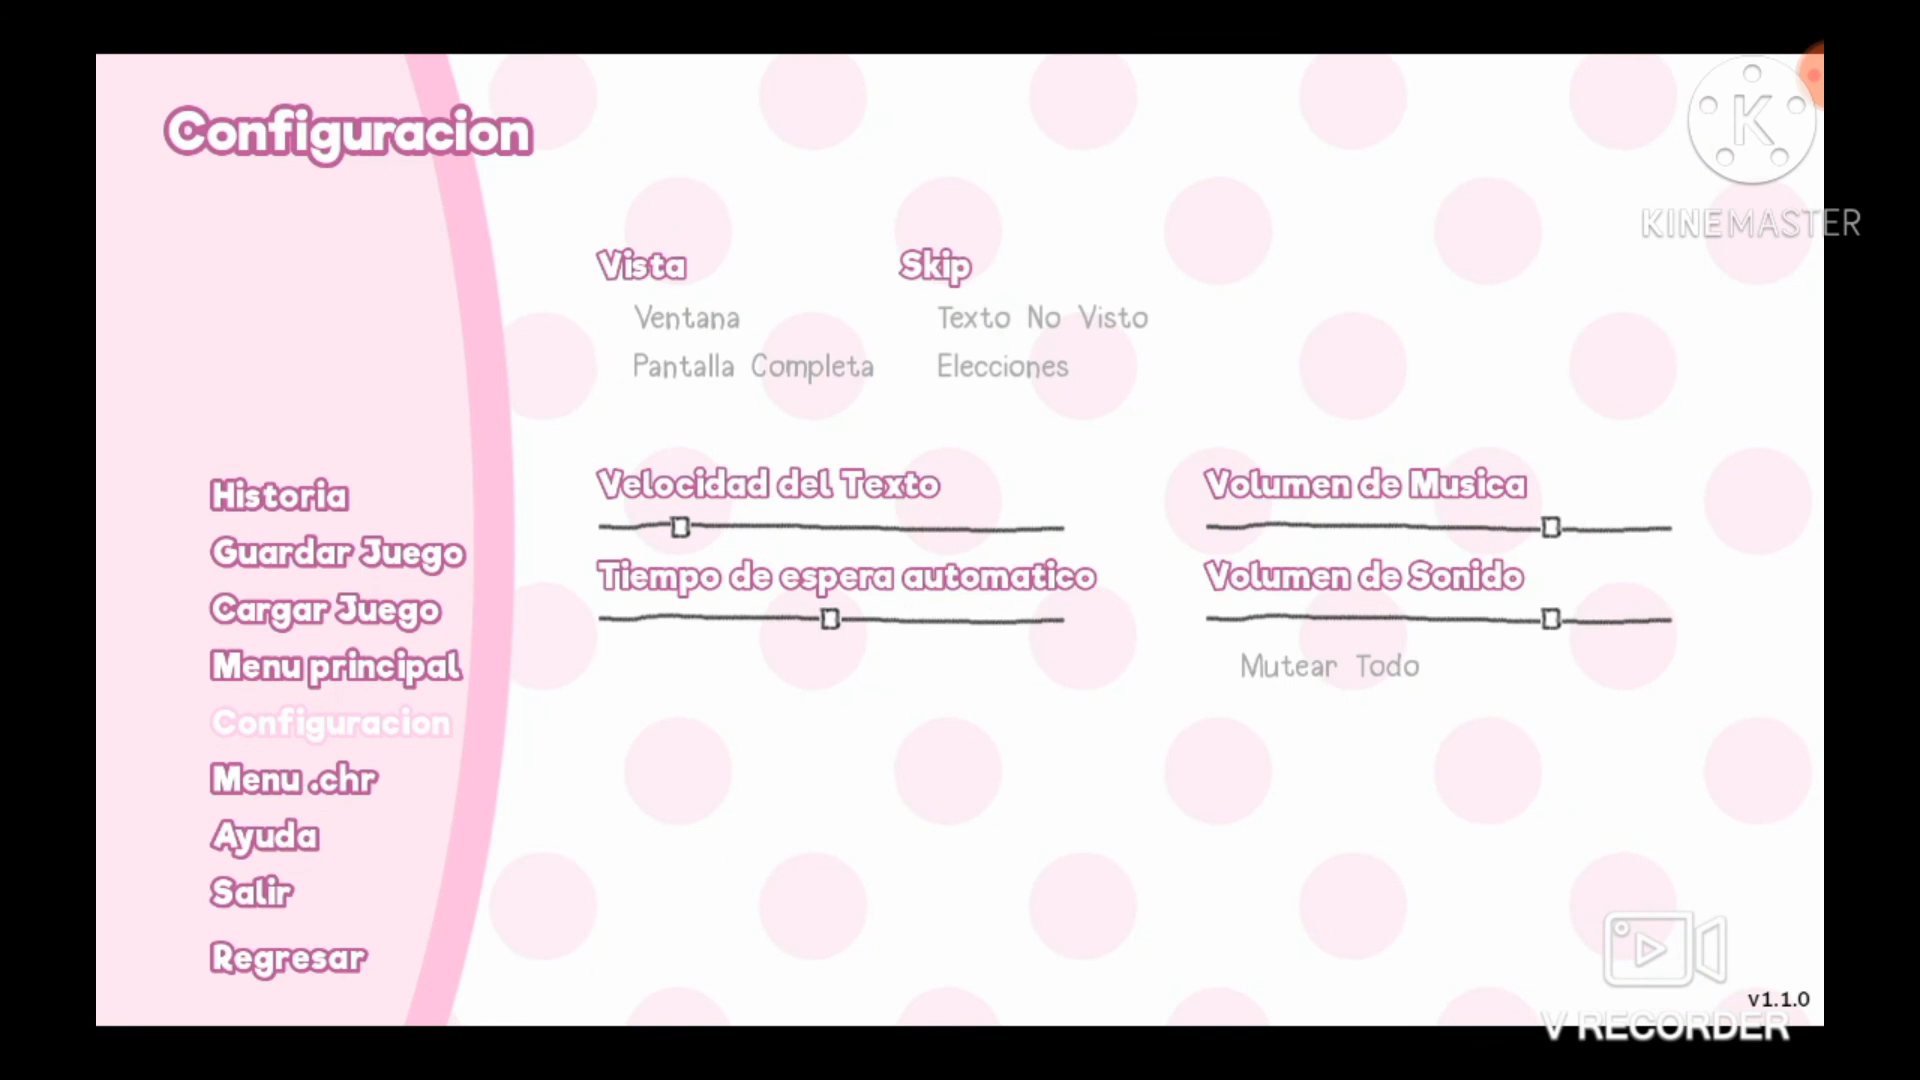 Configuracion
K
KINEMASTER
Vista
Ventana
Pantalla Completa
Skip
Texto No Visto
Elecciones
Velocidad del Texto
Tiempo de espera automatico
Volumen de Musica
Volumen de Sonido
Mutear Todo
Historia
Guardar Juego
Cargar Juego
Menu principal
Configuracion
Menu .chr
Ayuda
Salir
Regresar
v1.1.0
V RECORDER